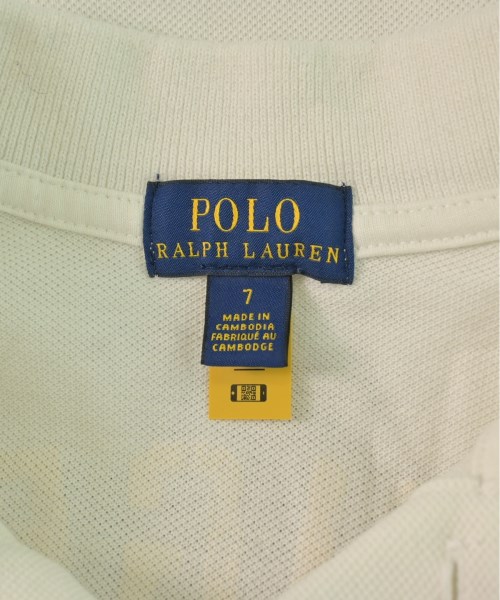 POLO
RALPH LAUREN
7
MADE IN
CAMBODIA
FABRIQUÉ AU
CAMBODGE